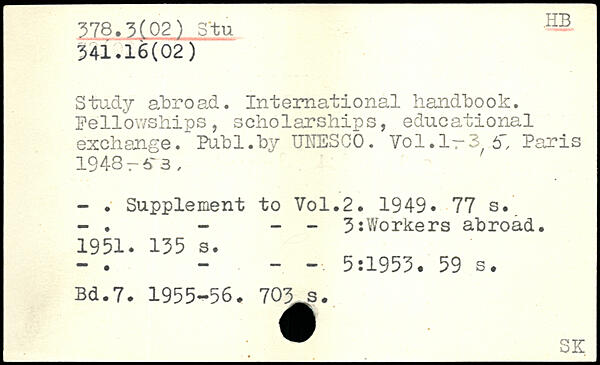 378.3(02) Stu
HB
341.16(02)
Study abroad. International handbook.
Fellowships, scholarships, educational
exchange. Publ.by UNESCO. Vol.1-3,5, Paris
1948-53,
- . Supplement to Vol.2. 1949. 77 s.
- . - - - 3:Workers abroad.
1951. 135 s.
- . - - - 5:1953. 59 s.
Bd.7. 1955-56. 703 s.
SK